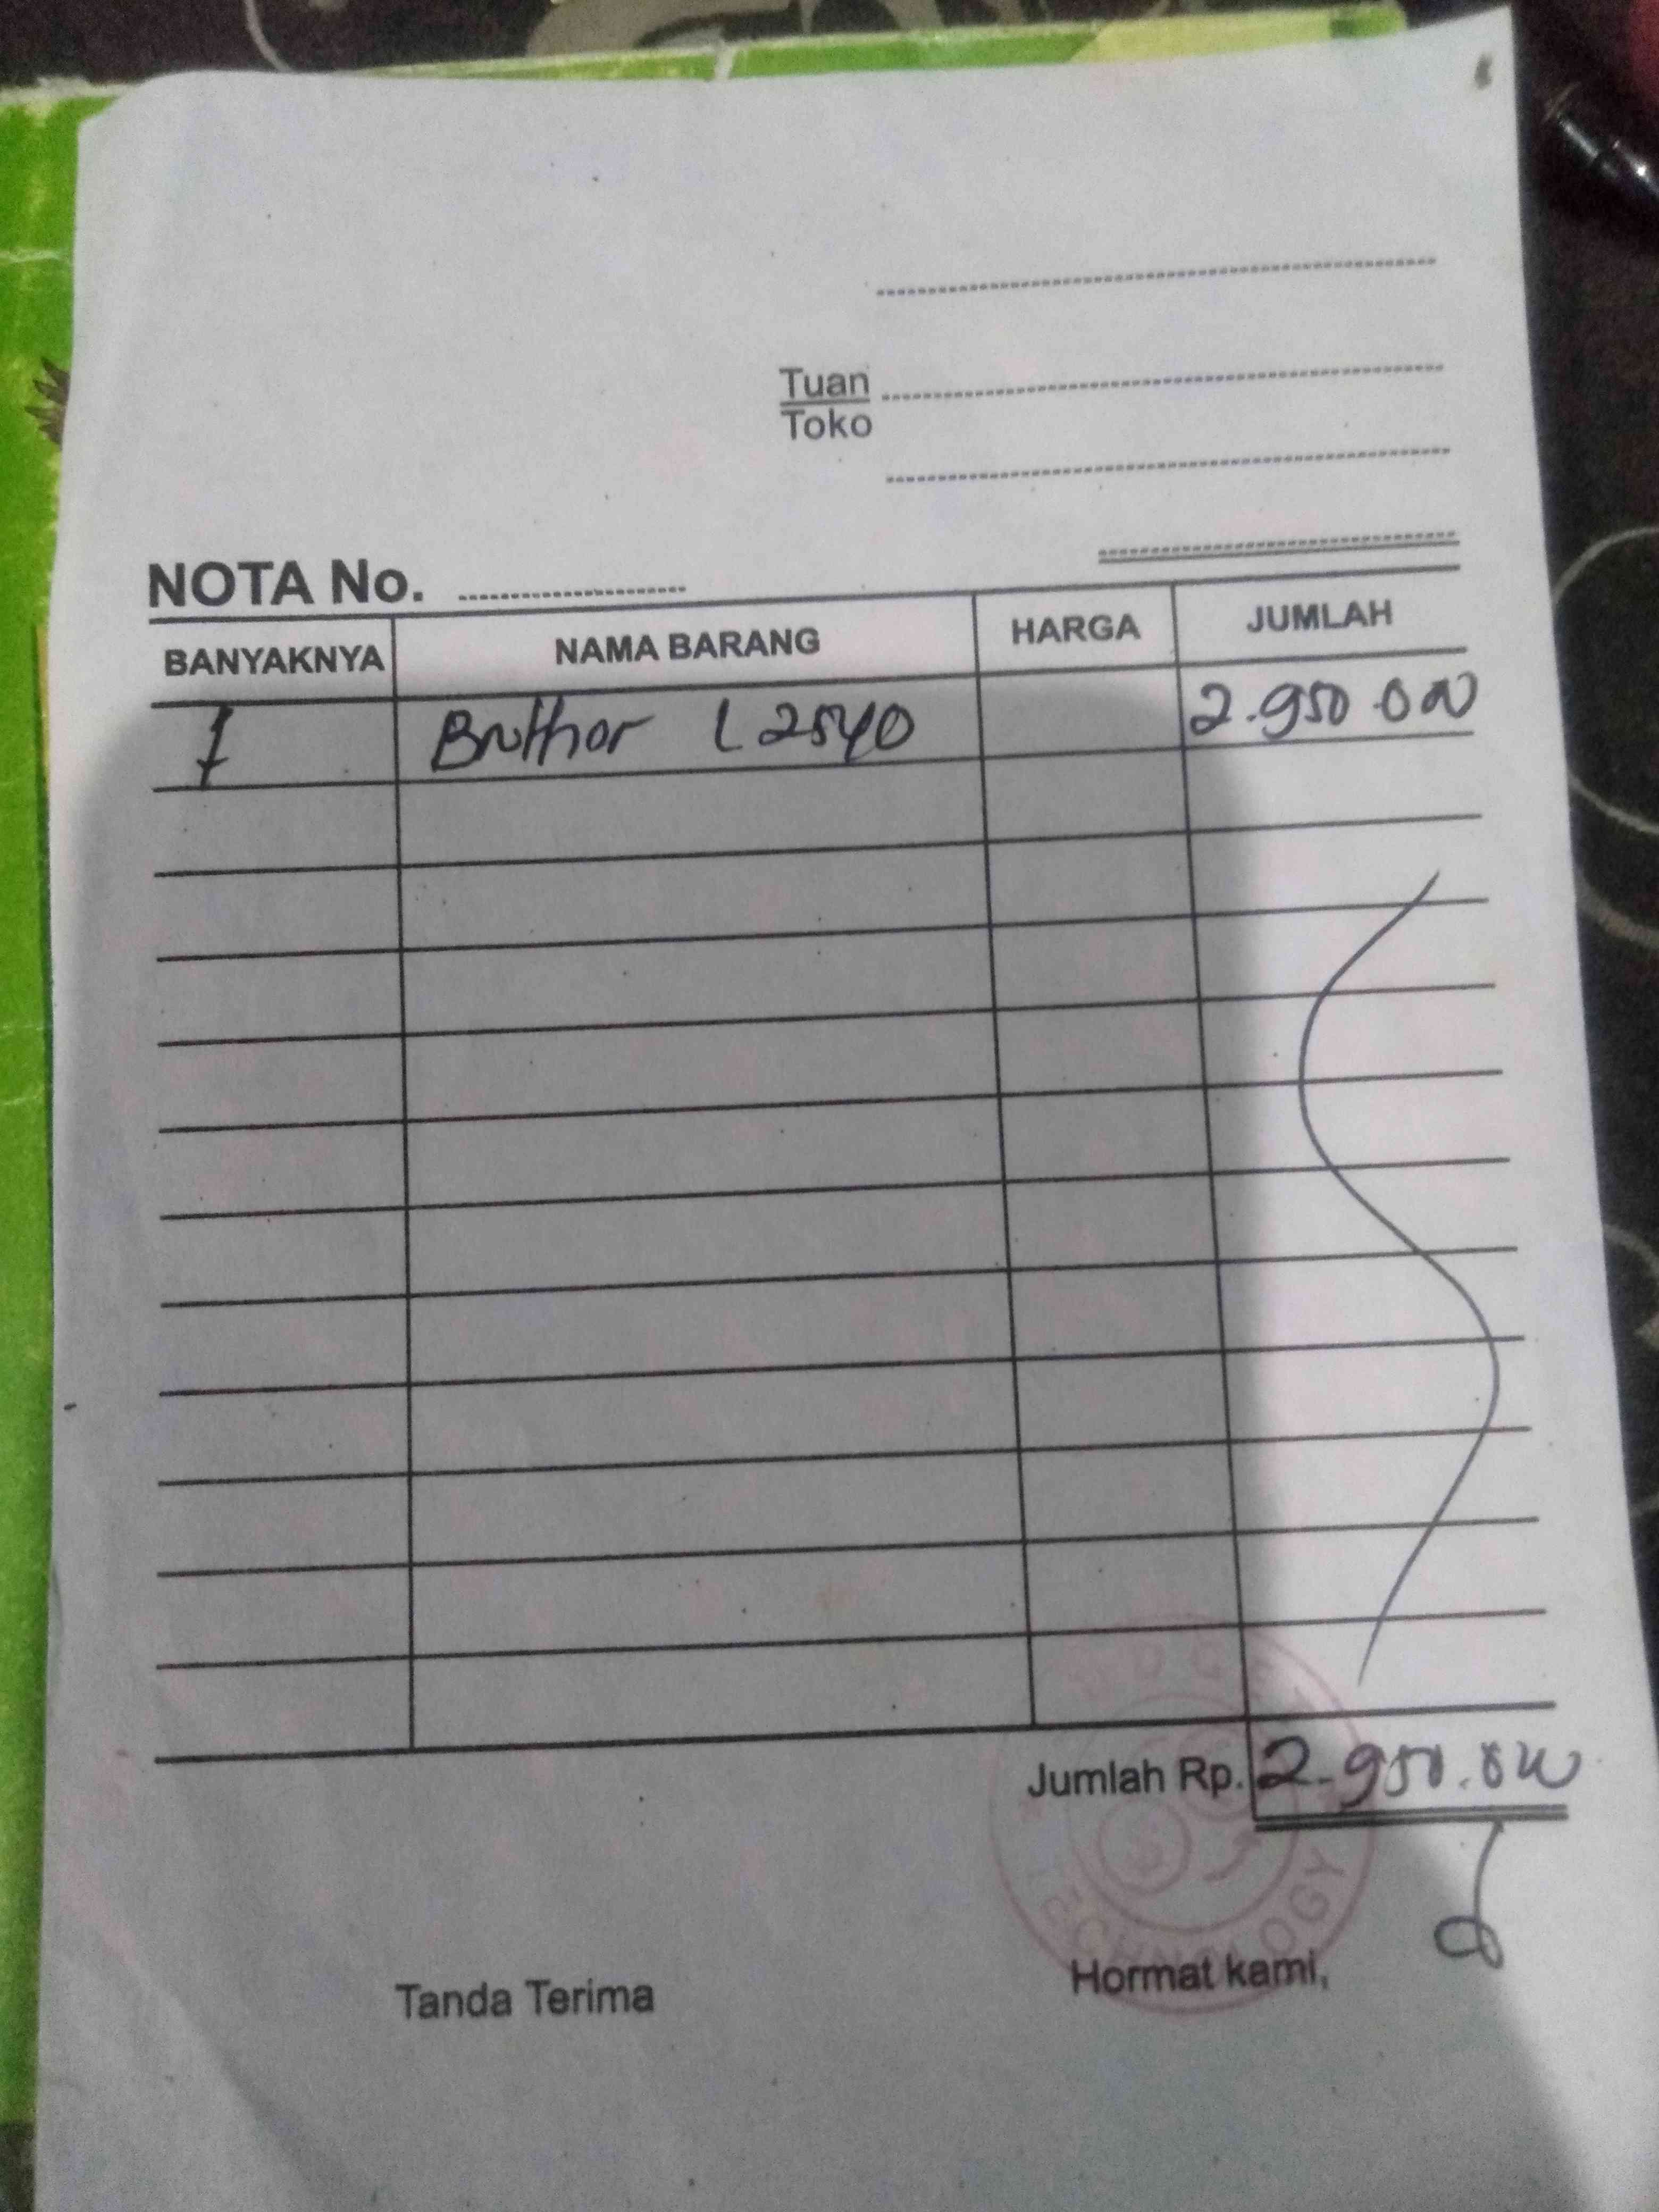 Tuan
Toko
NOTA No.
BANYAKNYA NAMA BARANG HARGA JUMLAH
1 Brother L2540 2.950.000
Jumlah Rp. 2.950.000
TECHNOLOGY
Tanda Terima Hormat kami,